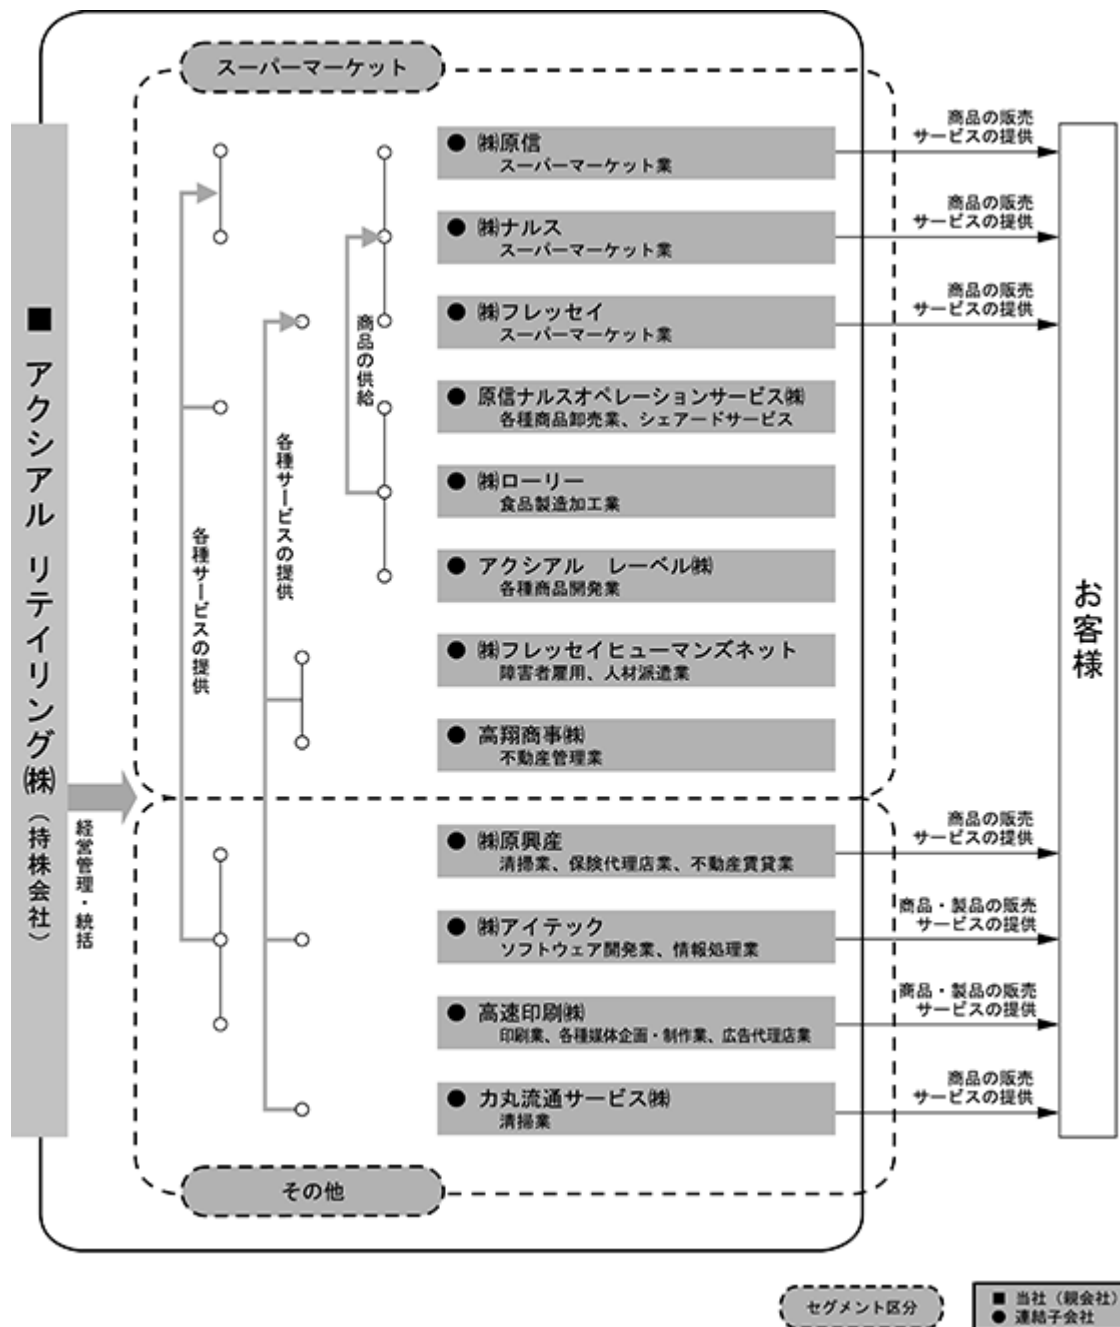 スーパーマーケット
■ アクシアル リテイリング㈱（持株会社）
経営管理・統括
各種サービスの提供
各種サービスの提供
商品の供給
● ㈱原信
スーパーマーケット業
商品の販売
サービスの提供
● ㈱ナルス
スーパーマーケット業
商品の販売
サービスの提供
● ㈱フレッセイ
スーパーマーケット業
商品の販売
サービスの提供
● 原信ナルスオペレーションサービス㈱
各種商品卸売業、シェアードサービス
● ㈱ローリー
食品製造加工業
● アクシアル　レーベル㈱
各種商品開発業
● ㈱フレッセイヒューマンズネット
障害者雇用、人材派遣業
● 高翔商事㈱
不動産管理業
● ㈱原興産
清掃業、保険代理店業、不動産賃貸業
商品の販売
サービスの提供
● ㈱アイテック
ソフトウェア開発業、情報処理業
商品・製品の販売
サービスの提供
● 高速印刷㈱
印刷業、各種媒体企画・制作業、広告代理店業
商品・製品の販売
サービスの提供
● 力丸流通サービス㈱
清掃業
商品の販売
サービスの提供
お客様
その他
セグメント区分
■ 当社（親会社）
● 連結子会社